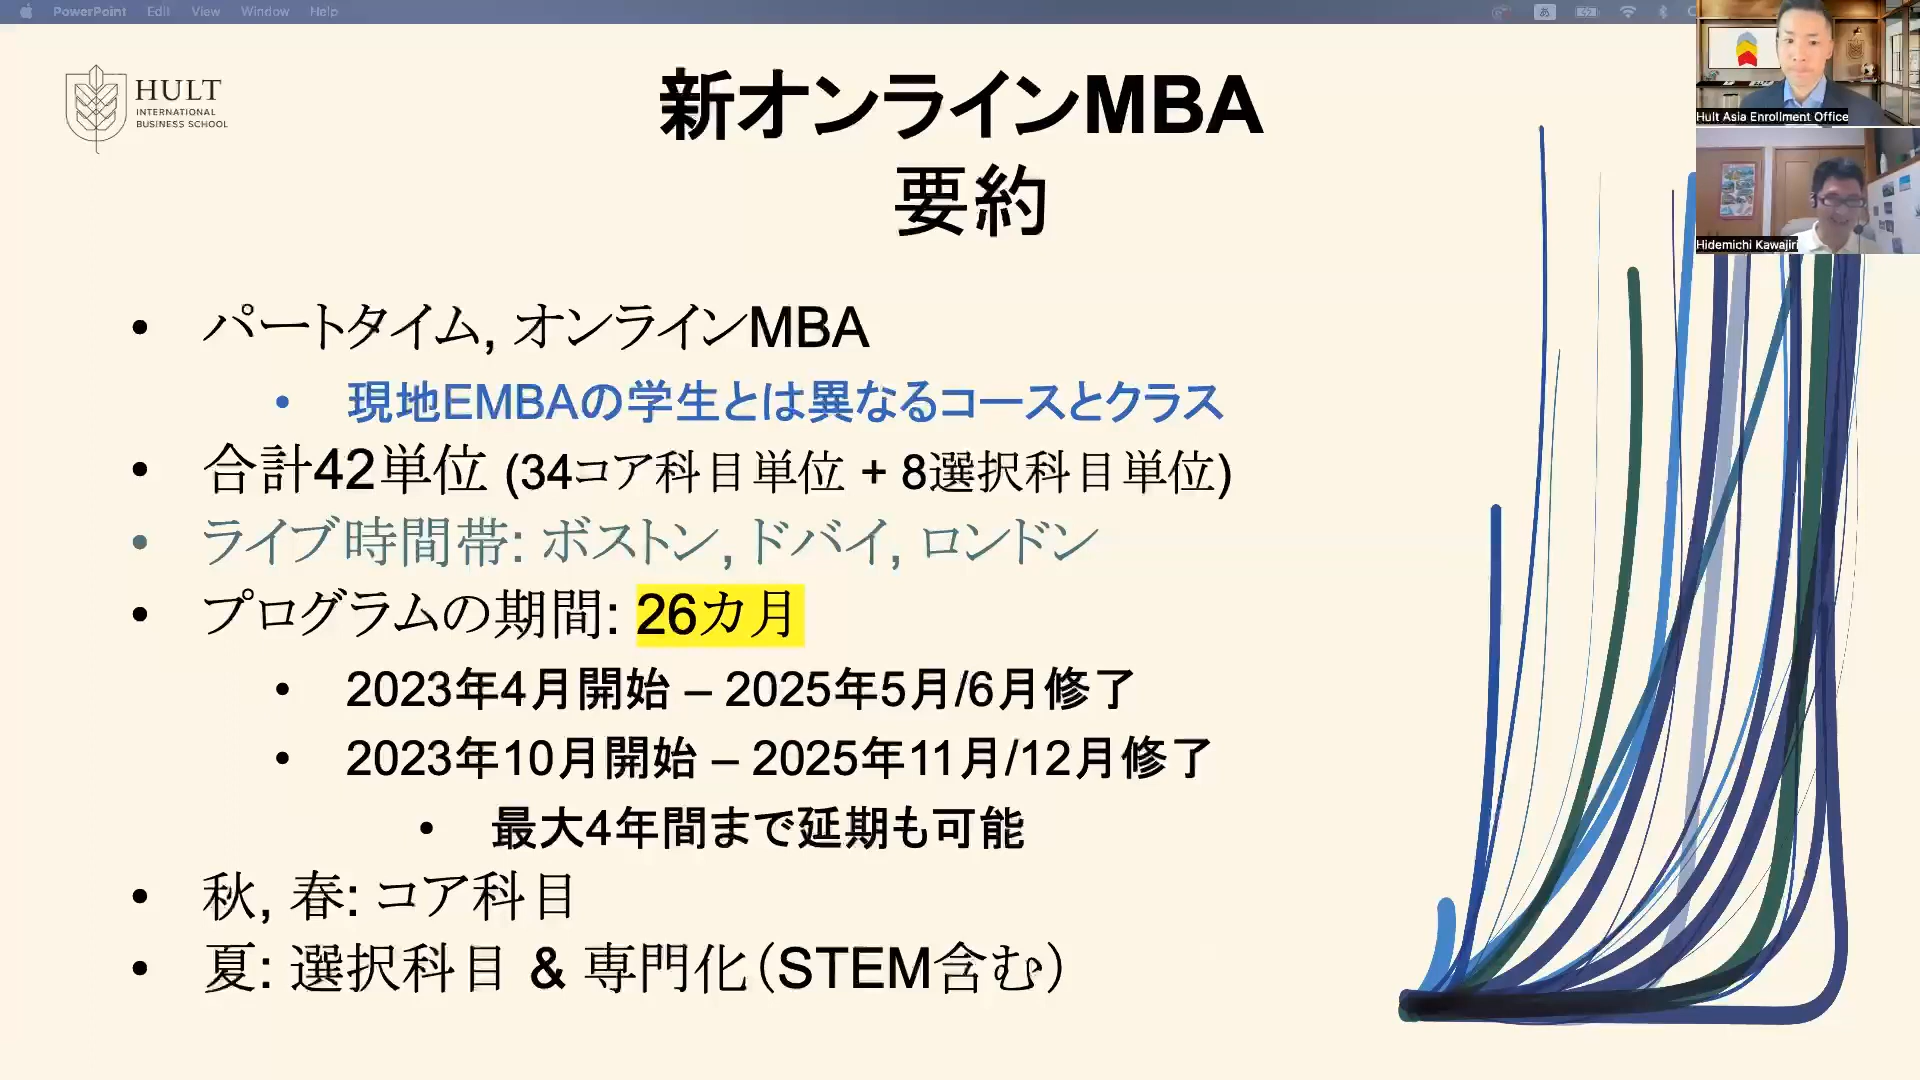 PowerPoint Edit View Window Help
あ
HULT
INTERNATIONAL
BUSINESS SCHOOL
新オンラインMBA
要約
Hult Asia Enrollment Office
Hidemichi Kawajiri
• パートタイム, オンラインMBA
• 現地EMBAの学生とは異なるコースとクラス
• 合計42単位 (34コア科目単位 + 8選択科目単位)
• ライブ時間帯: ボストン, ドバイ, ロンドン
• プログラムの期間: 26カ月
• 2023年4月開始 – 2025年5月/6月修了
• 2023年10月開始 – 2025年11月/12月修了
• 最大4年間まで延期も可能
• 秋, 春: コア科目
• 夏: 選択科目 & 専門化（STEM含む）